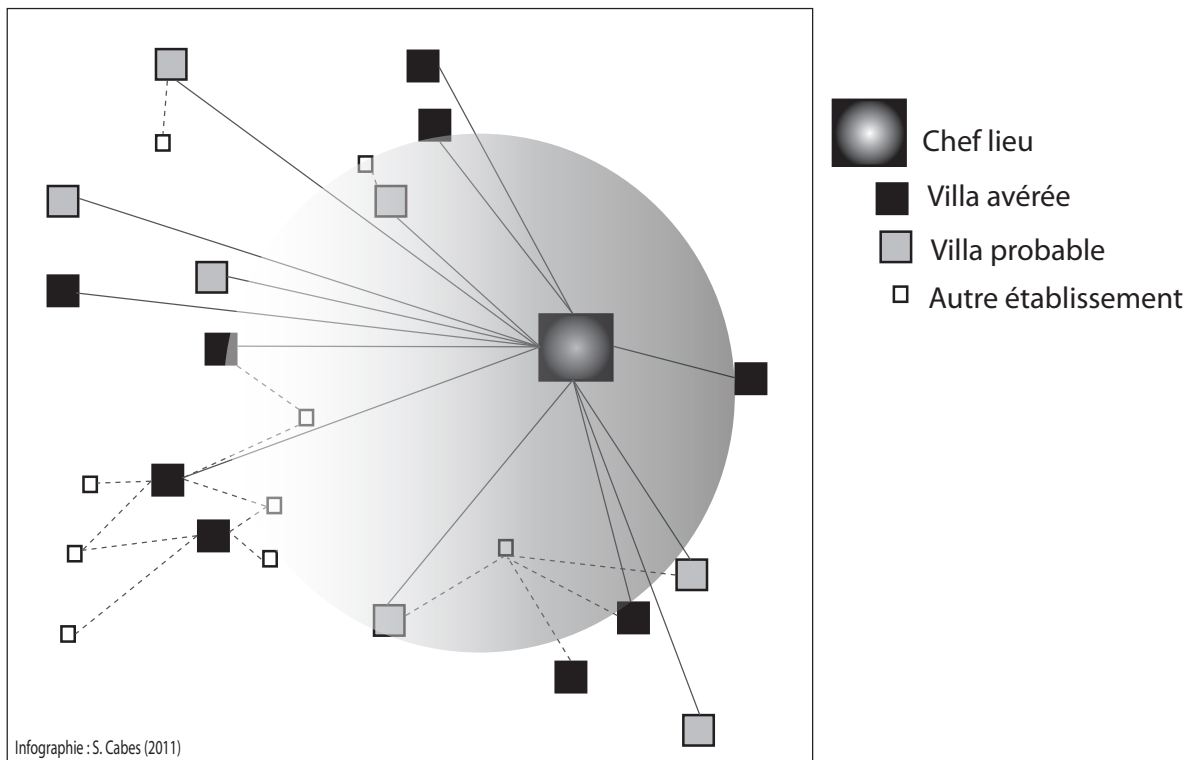 Chef lieu
Villa avérée
Villa probable
Autre établissement
Infographie : S. Cabes (2011)